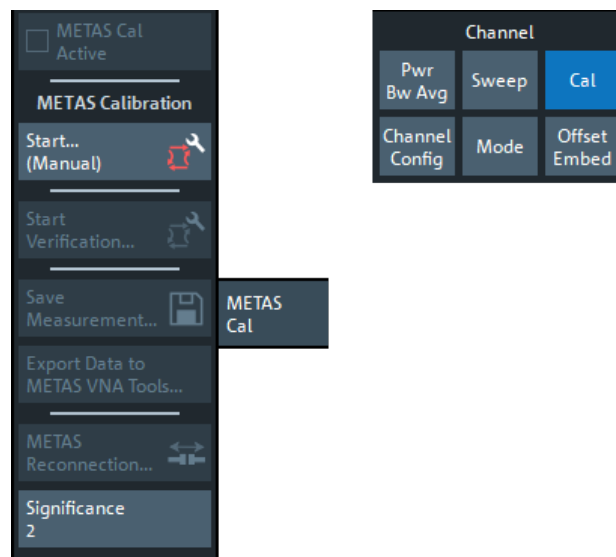 METAS Cal
Active
METAS Calibration
Start...
(Manual)
Start
Verification...
Save
Measurement...
Export Data to
METAS VNA Tools...
METAS
Reconnection...
Significance
2
METAS
Cal
Channel
Pwr
Bw Avg
Sweep
Cal
Channel
Config
Mode
Offset
Embed